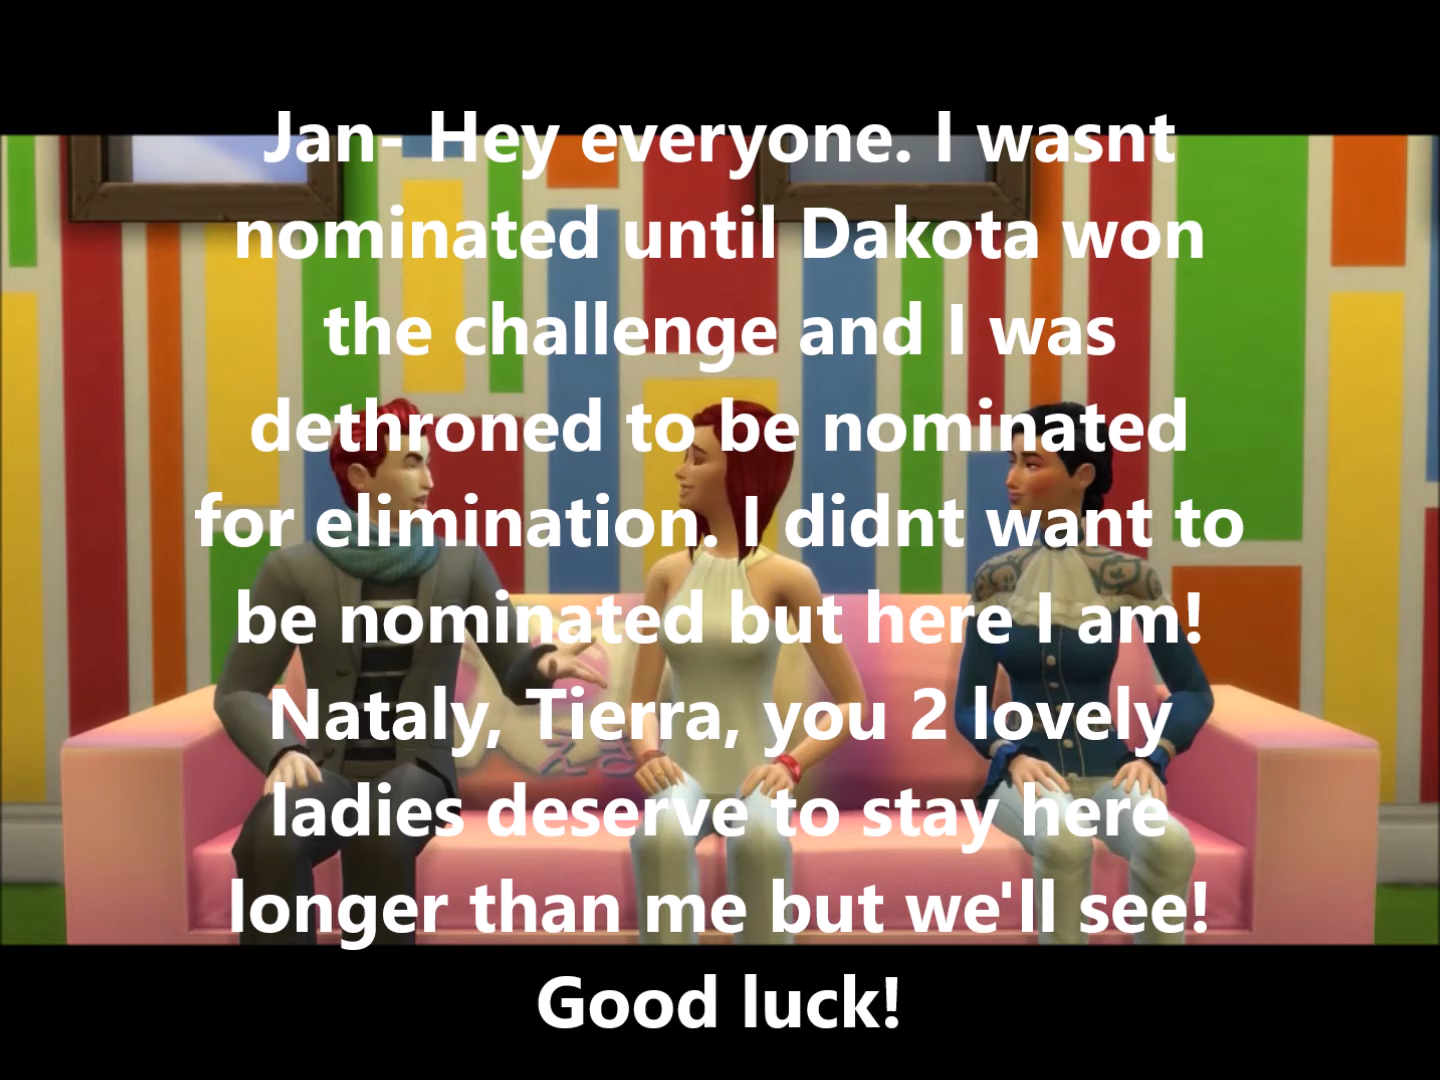 Jan- Hey everyone. I wasnt
nominated until Dakota won
the challenge and I was
dethroned to be nominated
for elimination. I didnt want to
be nominated but here I am!
Nataly, Tierra, you 2 lovely
ladies deserve to stay here
longer than me but we'll see!
Good luck!